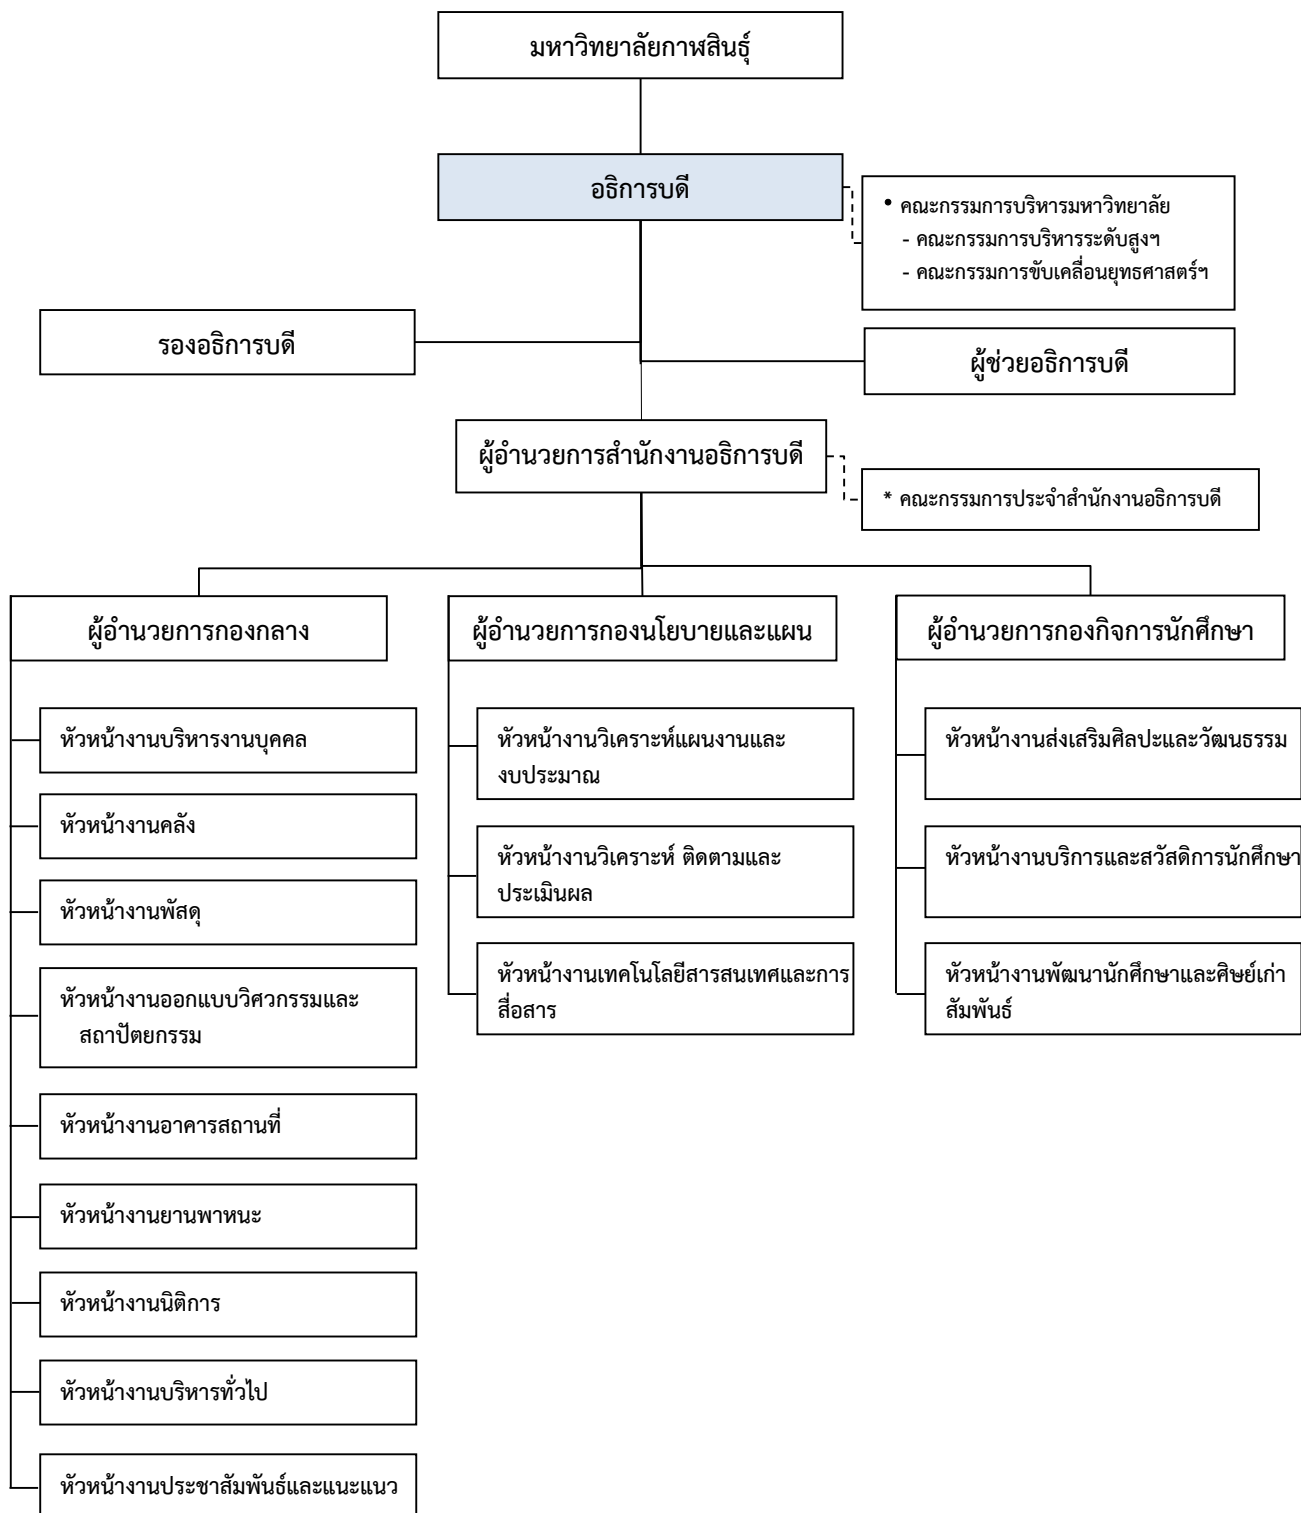 มหาวิทยาลัยกาฬสินธุ์
อธิการบดี
• คณะกรรมการบริหารมหาวิทยาลัย
- คณะกรรมการบริหารระดับสูงฯ
- คณะกรรมการขับเคลื่อนยุทธศาสตร์ฯ
รองอธิการบดี
ผู้ช่วยอธิการบดี
ผู้อำนวยการสำนักงานอธิการบดี
* คณะกรรมการประจำสำนักงานอธิการบดี
ผู้อำนวยการกองกลาง
หัวหน้างานบริหารงานบุคคล
หัวหน้างานคลัง
หัวหน้างานพัสดุ
หัวหน้างานออกแบบวิศวกรรมและ
สถาปัตยกรรม
หัวหน้างานอาคารสถานที่
หัวหน้างานยานพาหนะ
หัวหน้างานนิติการ
หัวหน้างานบริหารทั่วไป
หัวหน้างานประชาสัมพันธ์และแนะแนว
ผู้อำนวยการกองนโยบายและแผน
หัวหน้างานวิเคราะห์แผนงานและ
งบประมาณ
หัวหน้างานวิเคราะห์ ติดตามและ
ประเมินผล
หัวหน้างานเทคโนโลยีสารสนเทศและการ
สื่อสาร
ผู้อำนวยการกองกิจการนักศึกษา
หัวหน้างานส่งเสริมศิลปะและวัฒนธรรม
หัวหน้างานบริการและสวัสดิการนักศึกษา
หัวหน้างานพัฒนานักศึกษาและศิษย์เก่า
สัมพันธ์